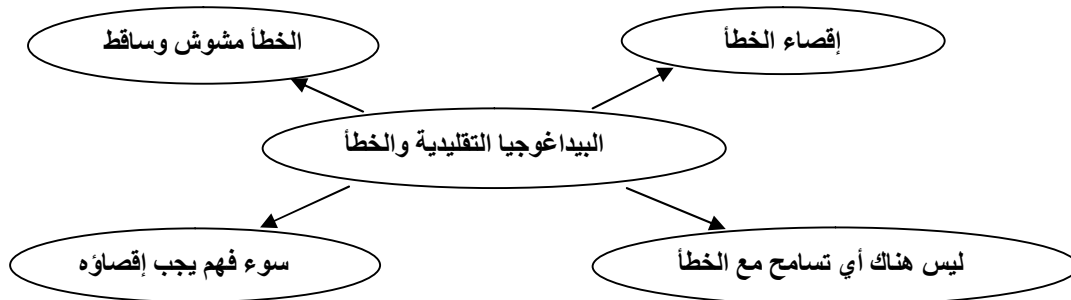 إقصاء الخطأ
الخطأ مشوش وساقط
البيداغوجيا التقليدية والخطأ
ليس هناك أي تسامح مع الخطأ
سوء فهم يجب إقصاؤه